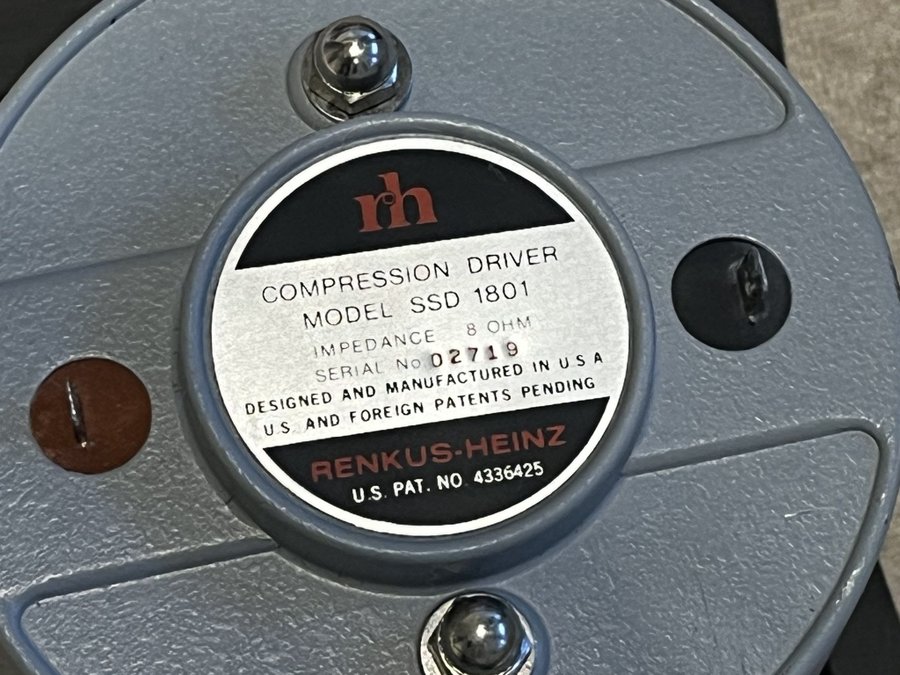 rh
COMPRESSION DRIVER
MODEL SSD 1801
IMPEDANCE 8 OHM
SERIAL No 02719
DESIGNED AND MANUFACTURED IN U S A
U.S. AND FOREIGN PATENTS PENDING
RENKUS-HEINZ
U.S. PAT. NO. 4336425